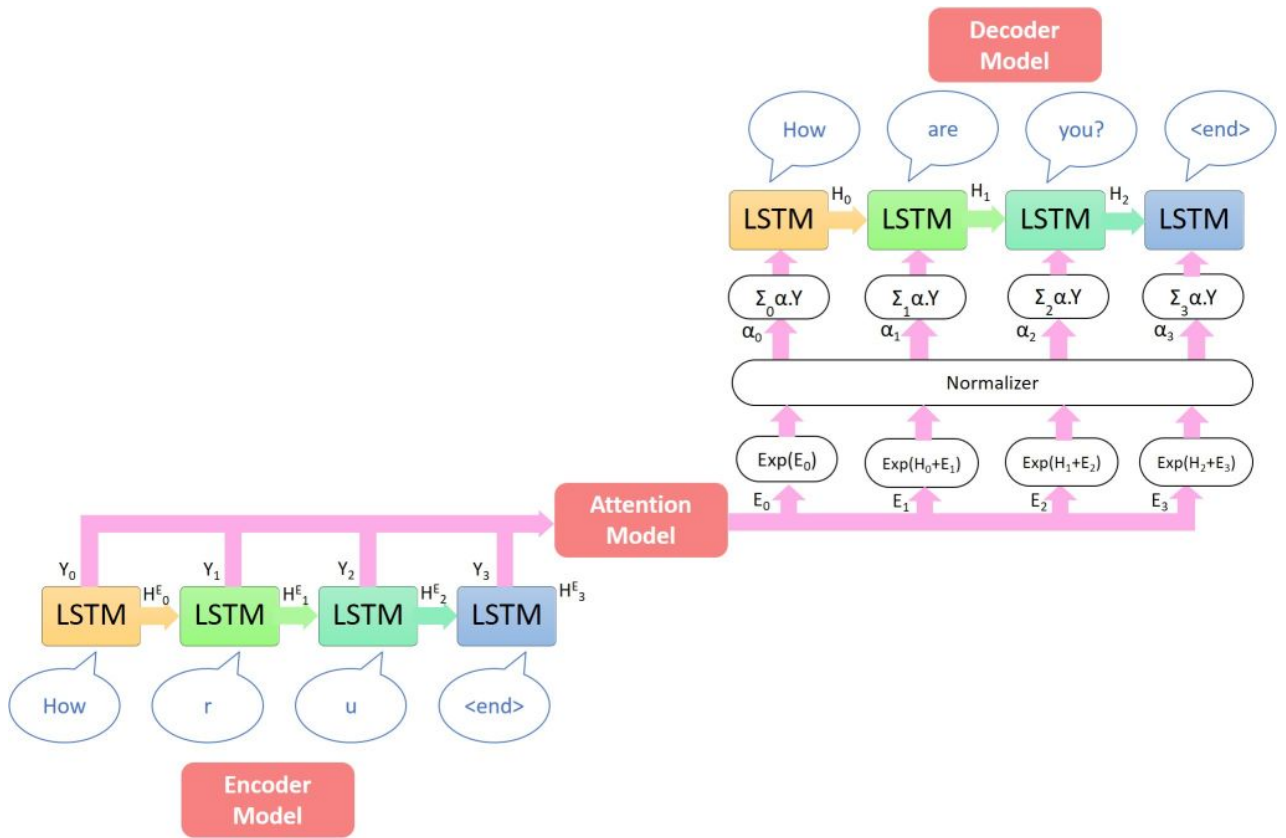 Decoder
Model
How
are
you?
<end>
H₀
H₁
H₂
LSTM
LSTM
LSTM
LSTM
Σ₀α.Y
Σ₁α.Y
Σ₂α.Y
Σ₃α.Y
α₀
α₁
α₂
α₃
Normalizer
Exp(E₀)
Exp(H₀+E₁)
Exp(H₁+E₂)
Exp(H₂+E₃)
E₀
E₁
E₂
E₃
Attention
Model
Y₀
Y₁
Y₂
Y₃
Hᴱ₀
Hᴱ₁
Hᴱ₂
Hᴱ₃
LSTM
LSTM
LSTM
LSTM
How
r
u
<end>
Encoder
Model